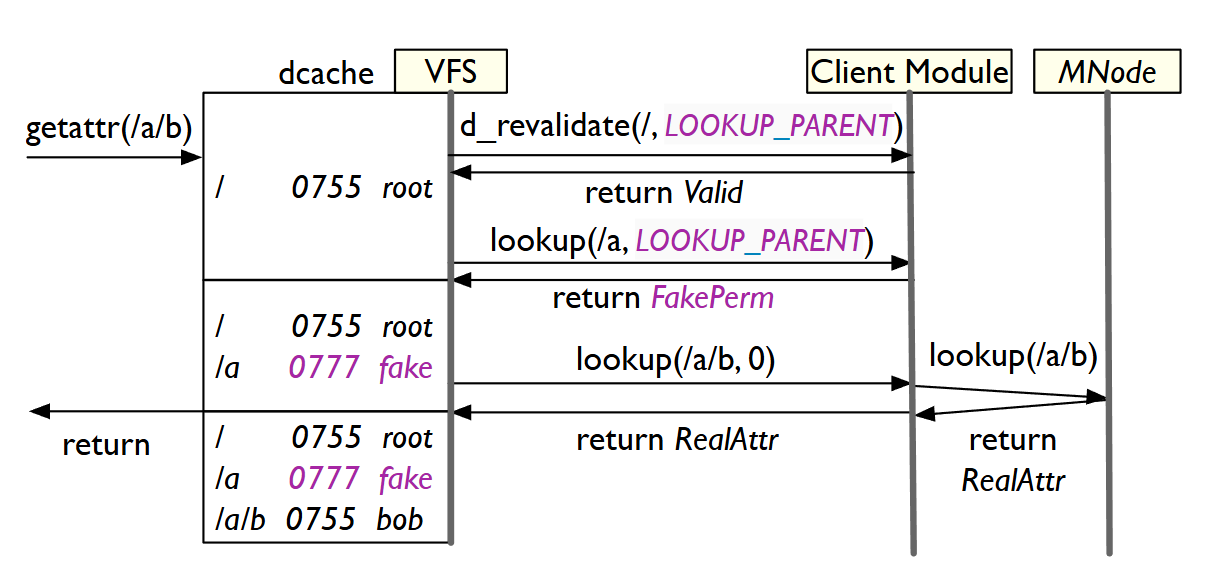 dcache VFS Client Module MNode
getattr(/a/b)
d_revalidate(/, LOOKUP_PARENT)
/ 0755 root
return Valid
lookup(/a, LOOKUP_PARENT)
return FakePerm
/ 0755 root
/a 0777 fake
lookup(/a/b, 0)
lookup(/a/b)
return
/ 0755 root
/a 0777 fake
/a/b 0755 bob
return RealAttr
return
RealAttr